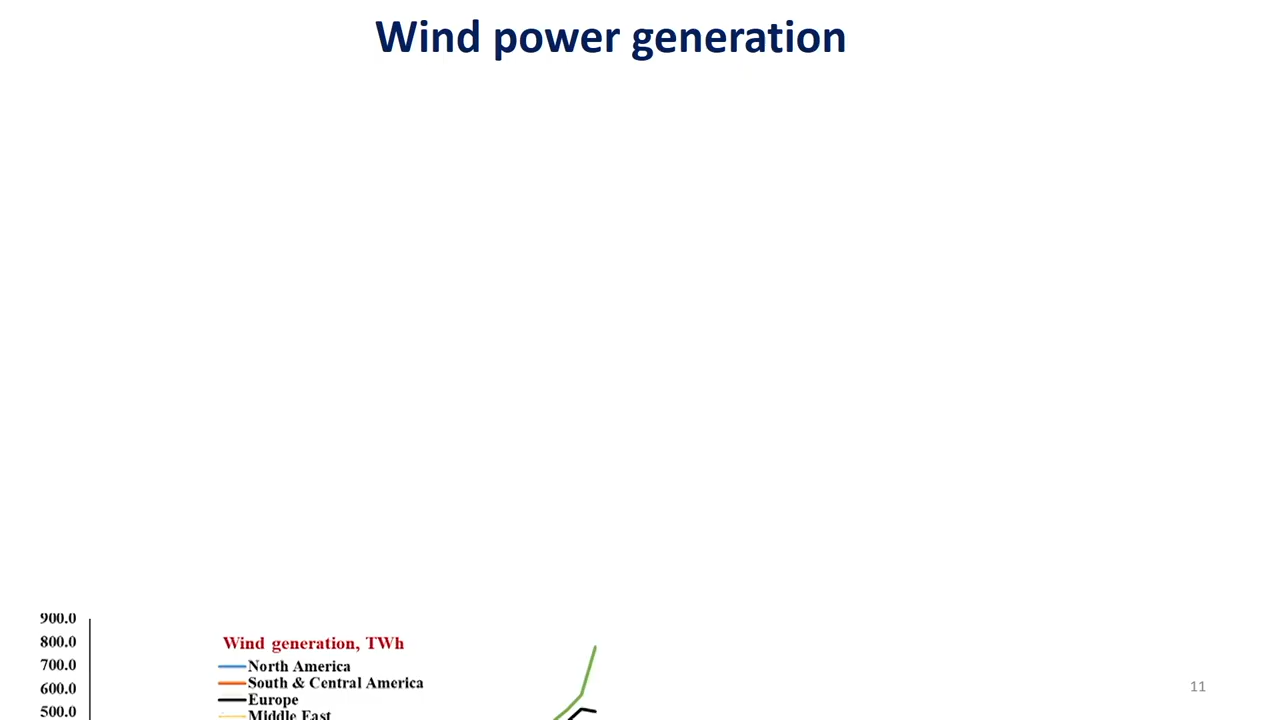 Wind power generation
900.0
800.0
700.0
600.0
500.0
Wind generation, TWh
North America
South & Central America
Europe
Middle East
11